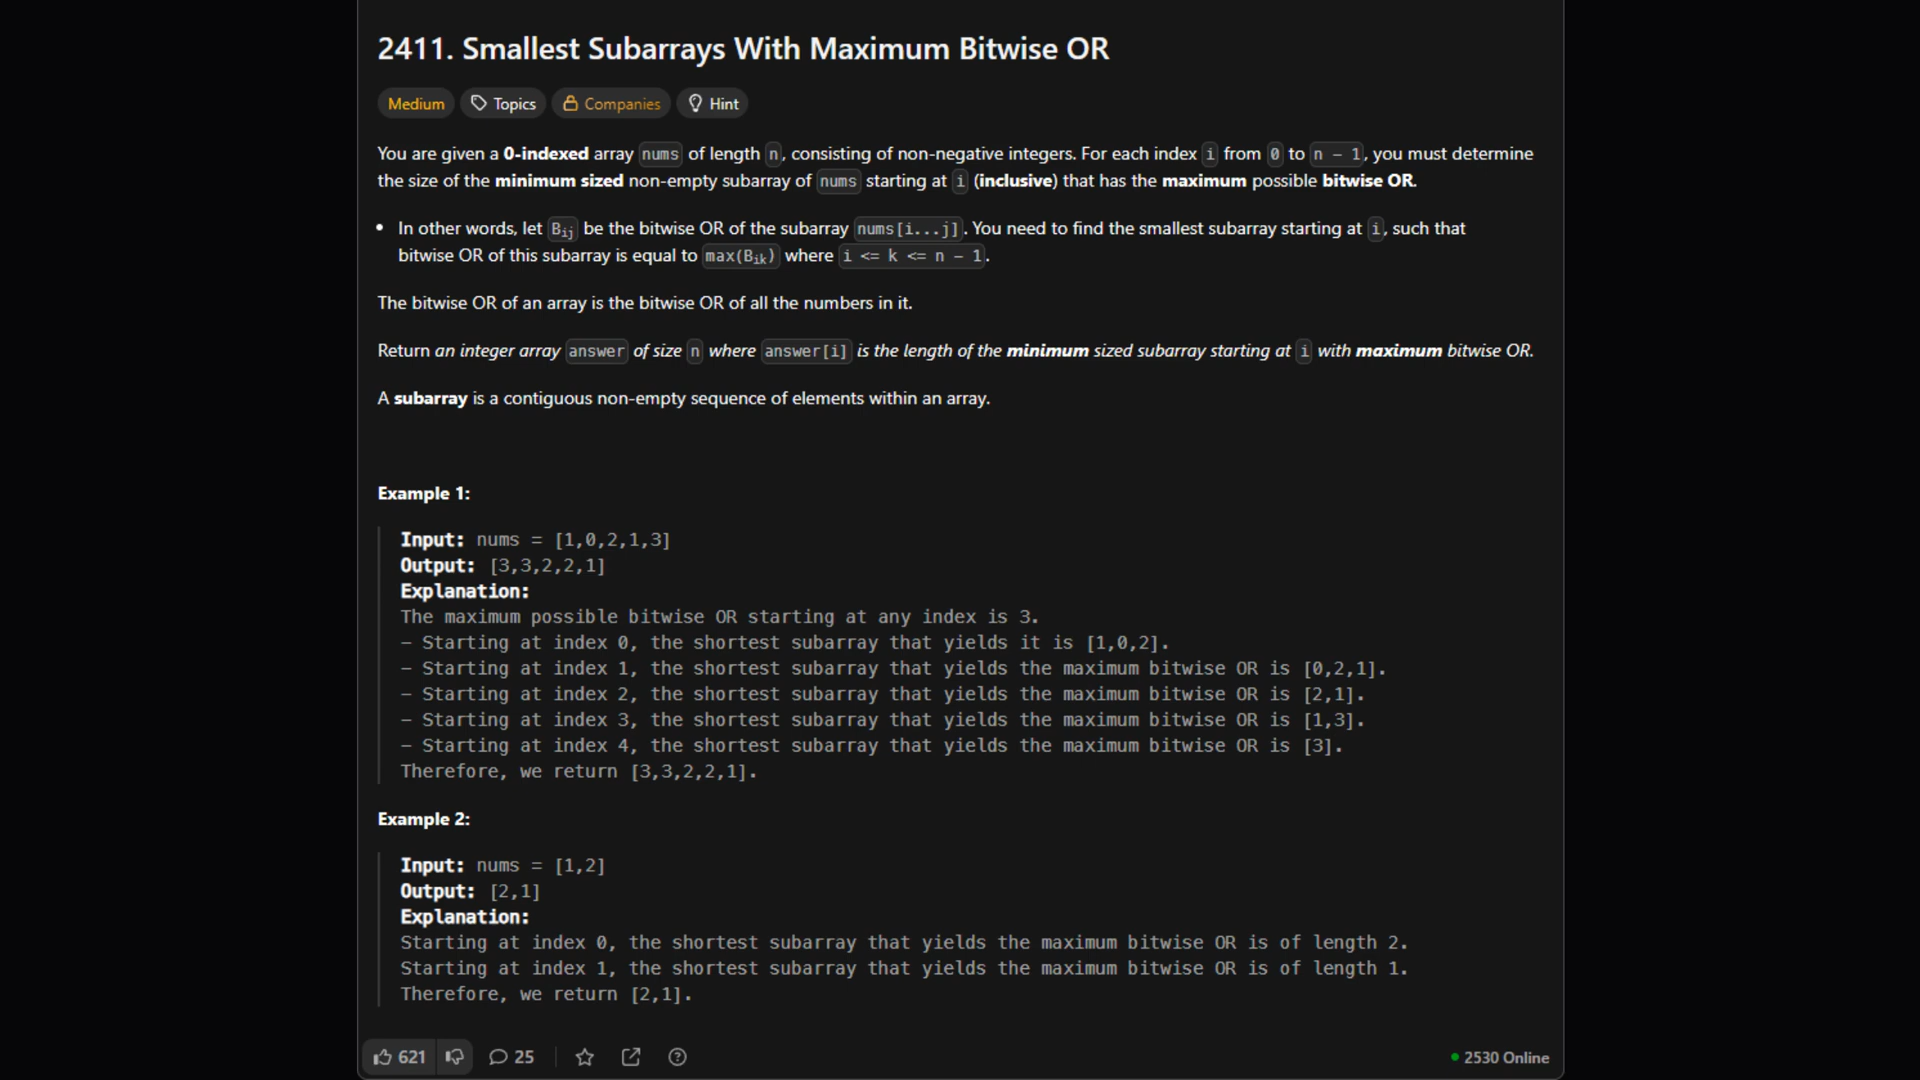 2411. Smallest Subarrays With Maximum Bitwise OR
Medium Topics Companies Hint
You are given a 0-indexed array nums of length n, consisting of non-negative integers. For each index i from 0 to n - 1, you must determine
the size of the minimum sized non-empty subarray of nums starting at i (inclusive) that has the maximum possible bitwise OR.
• In other words, let Bij be the bitwise OR of the subarray nums[i...j]. You need to find the smallest subarray starting at i, such that
bitwise OR of this subarray is equal to max(Bik) where i <= k <= n - 1.
The bitwise OR of an array is the bitwise OR of all the numbers in it.
Return an integer array answer of size n where answer[i] is the length of the minimum sized subarray starting at i with maximum bitwise OR.
A subarray is a contiguous non-empty sequence of elements within an array.
Example 1:
Input: nums = [1,0,2,1,3]
Output: [3,3,2,2,1]
Explanation:
The maximum possible bitwise OR starting at any index is 3.
- Starting at index 0, the shortest subarray that yields it is [1,0,2].
- Starting at index 1, the shortest subarray that yields the maximum bitwise OR is [0,2,1].
- Starting at index 2, the shortest subarray that yields the maximum bitwise OR is [2,1].
- Starting at index 3, the shortest subarray that yields the maximum bitwise OR is [1,3].
- Starting at index 4, the shortest subarray that yields the maximum bitwise OR is [3].
Therefore, we return [3,3,2,2,1].
Example 2:
Input: nums = [1,2]
Output: [2,1]
Explanation:
Starting at index 0, the shortest subarray that yields the maximum bitwise OR is of length 2.
Starting at index 1, the shortest subarray that yields the maximum bitwise OR is of length 1.
Therefore, we return [2,1].
621 25 2530 Online